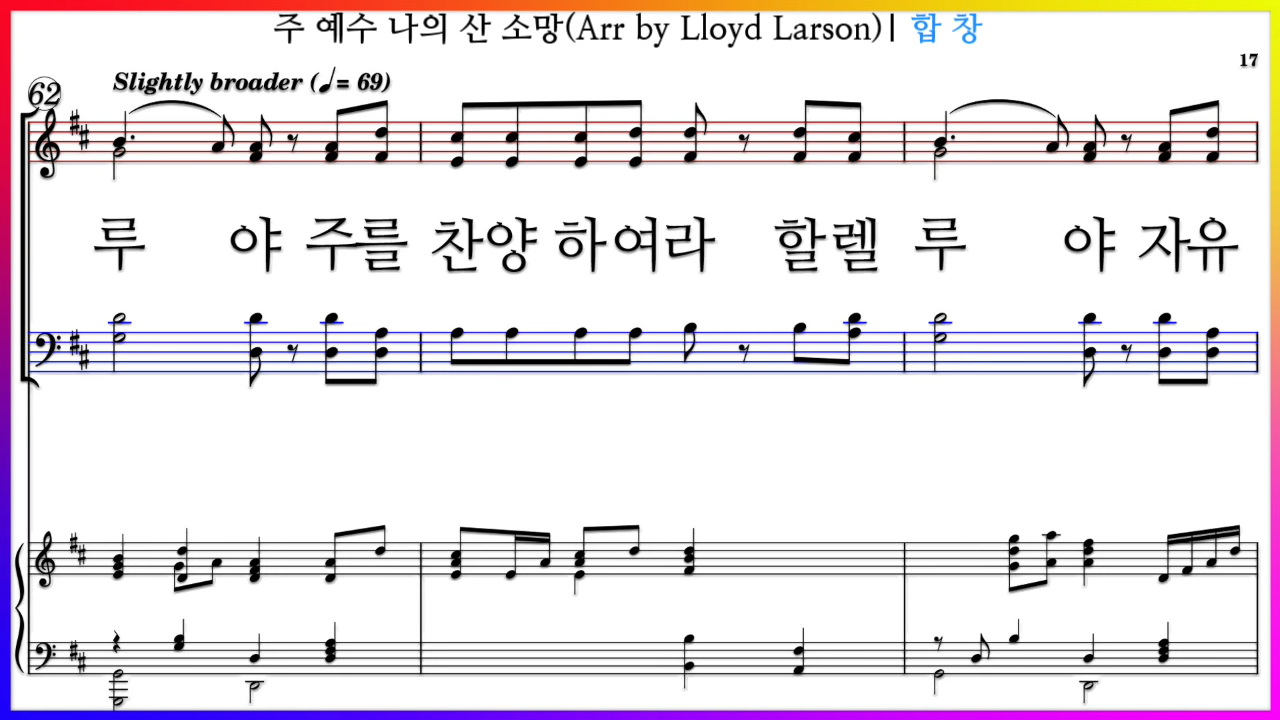 주 예수 나의 산 소망(Arr by Lloyd Larson)| 합 창
17
62
Slightly broader (♩= 69)
루 야 주를 찬양 하여라 할렐 루 야 자유